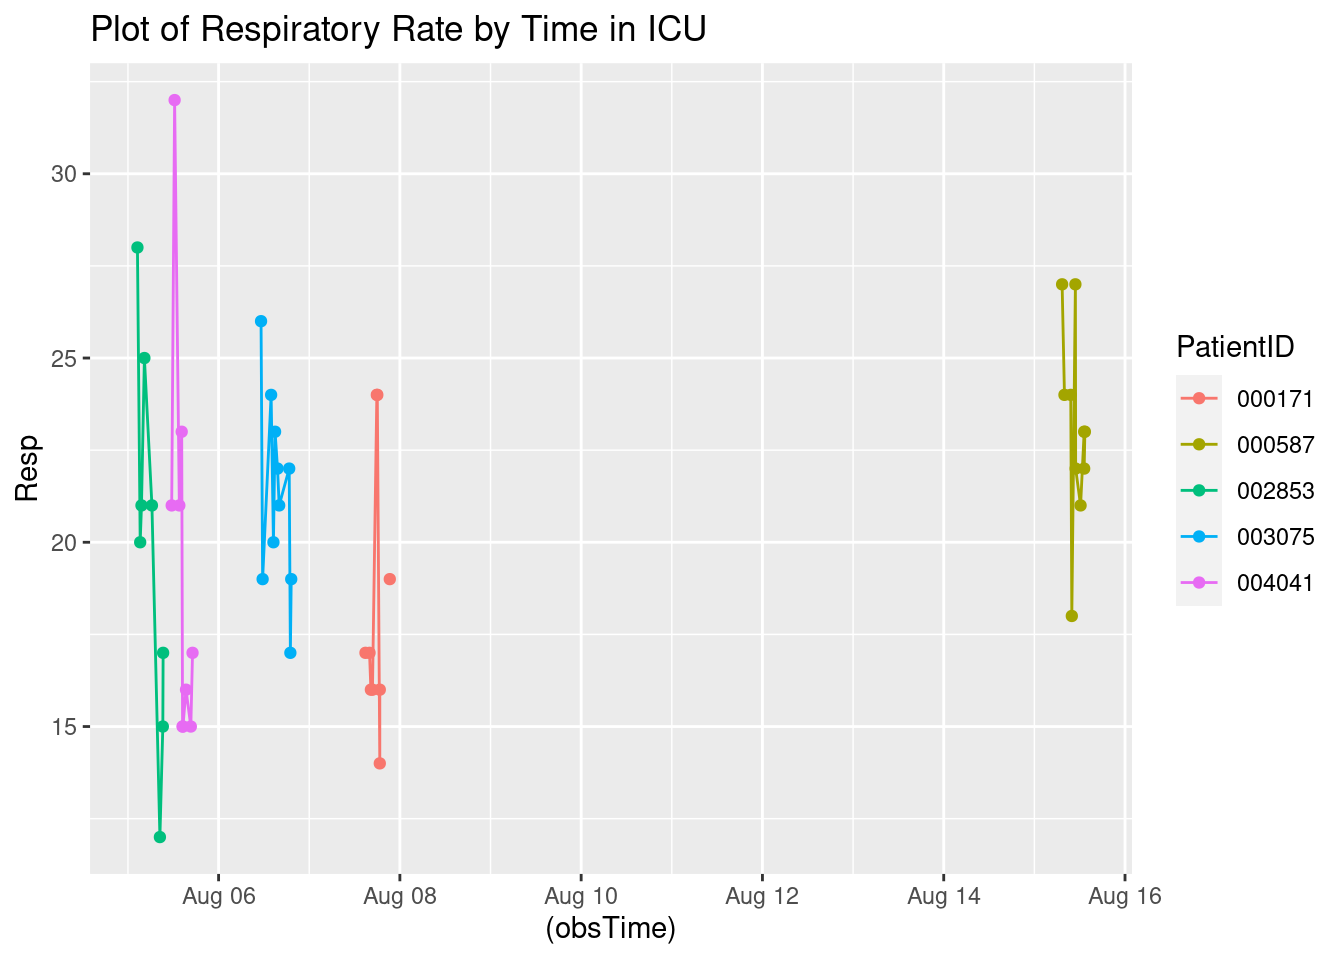 Plot of Respiratory Rate by Time in ICU
Resp
30
25
20
15
Aug 06
Aug 08
Aug 10
Aug 12
Aug 14
Aug 16
(obsTime)
PatientID
000171
000587
002853
003075
004041